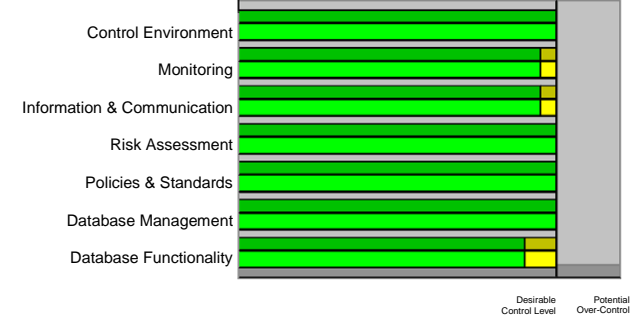 Control Environment
Monitoring
Information & Communication
Risk Assessment
Policies & Standards
Database Management
Database Functionality
Desirable
Control Level
Potential
Over-Control